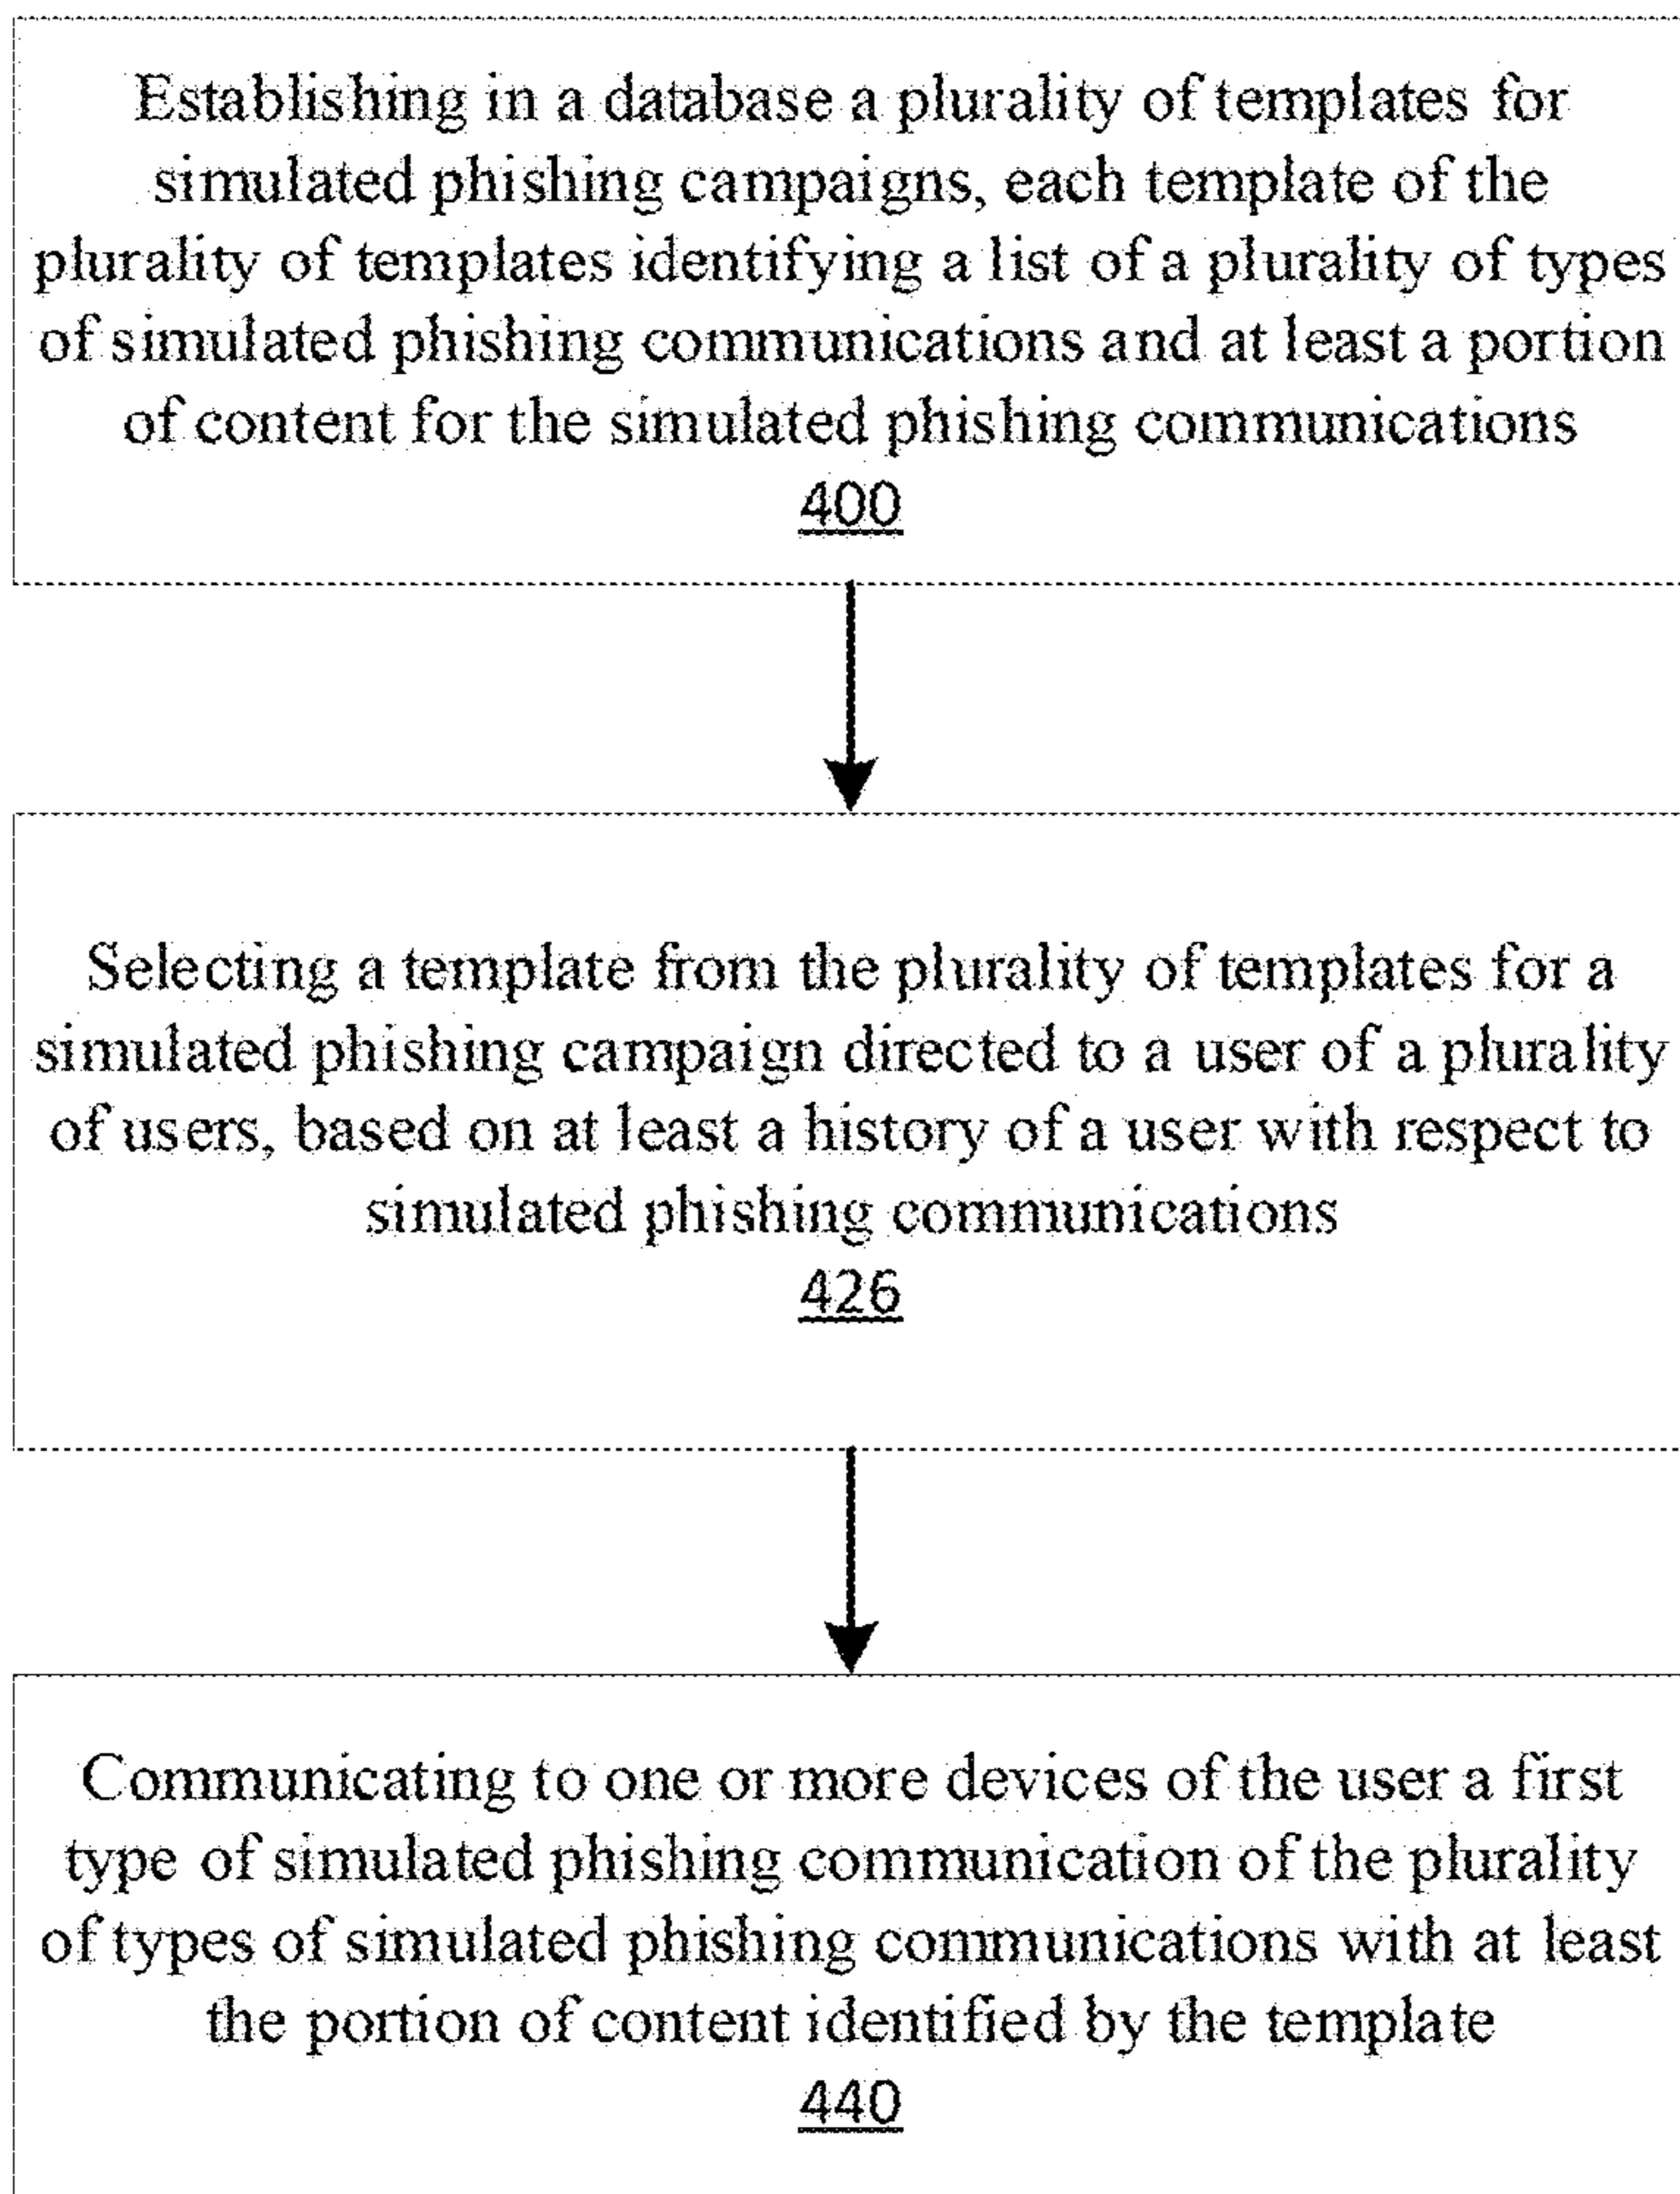 Establishing in a database a plurality of templates for
simulated phishing campaigns, each template of the
plurality of templates identifying a list of a plurality of types
of simulated phishing communications and at least a portion
of content for the simulated phishing communications
400
Selecting a template from the plurality of templates for a
simulated phishing campaign directed to a user of a plurality
of users, based on at least a history of a user with respect to
simulated phishing communications
426
Communicating to one or more devices of the user a first
type of simulated phishing communication of the plurality
of types of simulated phishing communications with at least
the portion of content identified by the template
440